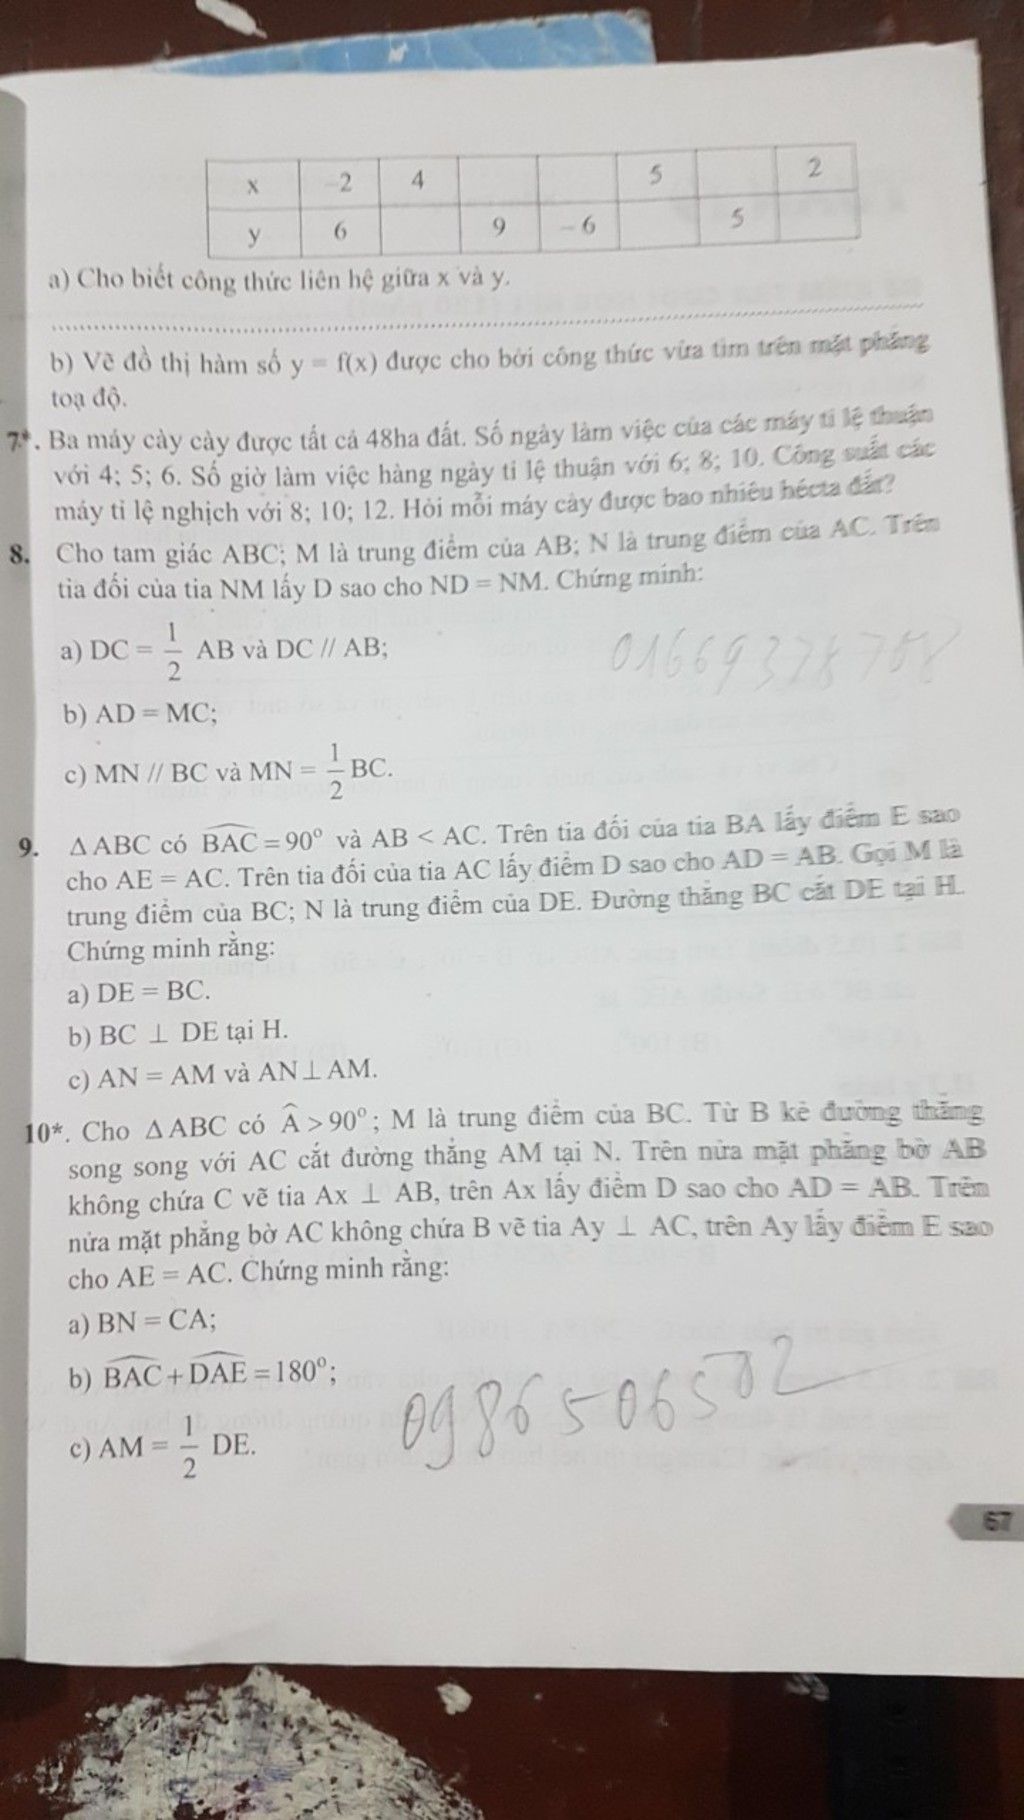 x -2 4 5 2
y 6 9 -6 5
a) Cho biết công thức liên hệ giữa x và y.
b) Vẽ đồ thị hàm số y = f(x) được cho bởi công thức vừa tìm trên mặt phẳng
toạ độ.
7*. Ba máy cày cày được tất cả 48ha đất. Số ngày làm việc của các máy tỉ lệ thuận
với 4; 5; 6. Số giờ làm việc hàng ngày tỉ lệ thuận với 6; 8; 10. Công suất các
máy tỉ lệ nghịch với 8; 10; 12. Hỏi mỗi máy cày được bao nhiêu hécta đất?
8. Cho tam giác ABC; M là trung điểm của AB; N là trung điểm của AC. Trên
tia đối của tia NM lấy D sao cho ND = NM. Chứng minh:
a) DC = 1/2 AB và DC // AB;
b) AD = MC;
c) MN // BC và MN = 1/2 BC.
9. ΔABC có BAC = 90° và AB < AC. Trên tia đối của tia BA lấy điểm E sao
cho AE = AC. Trên tia đối của tia AC lấy điểm D sao cho AD = AB. Gọi M là
trung điểm của BC; N là trung điểm của DE. Đường thẳng BC cắt DE tại H.
Chứng minh rằng:
a) DE = BC.
b) BC ⊥ DE tại H.
c) AN = AM và AN ⊥ AM.
10*. Cho ΔABC có Â > 90°; M là trung điểm của BC. Từ B kẻ đường thẳng
song song với AC cắt đường thẳng AM tại N. Trên nửa mặt phẳng bờ AB
không chứa C vẽ tia Ax ⊥ AB, trên Ax lấy điểm D sao cho AD = AB. Trên
nửa mặt phẳng bờ AC không chứa B vẽ tia Ay ⊥ AC, trên Ay lấy điểm E sao
cho AE = AC. Chứng minh rằng:
a) BN = CA;
b) BAC + DAE = 180°;
0986506502
c) AM = 1/2 DE.
67